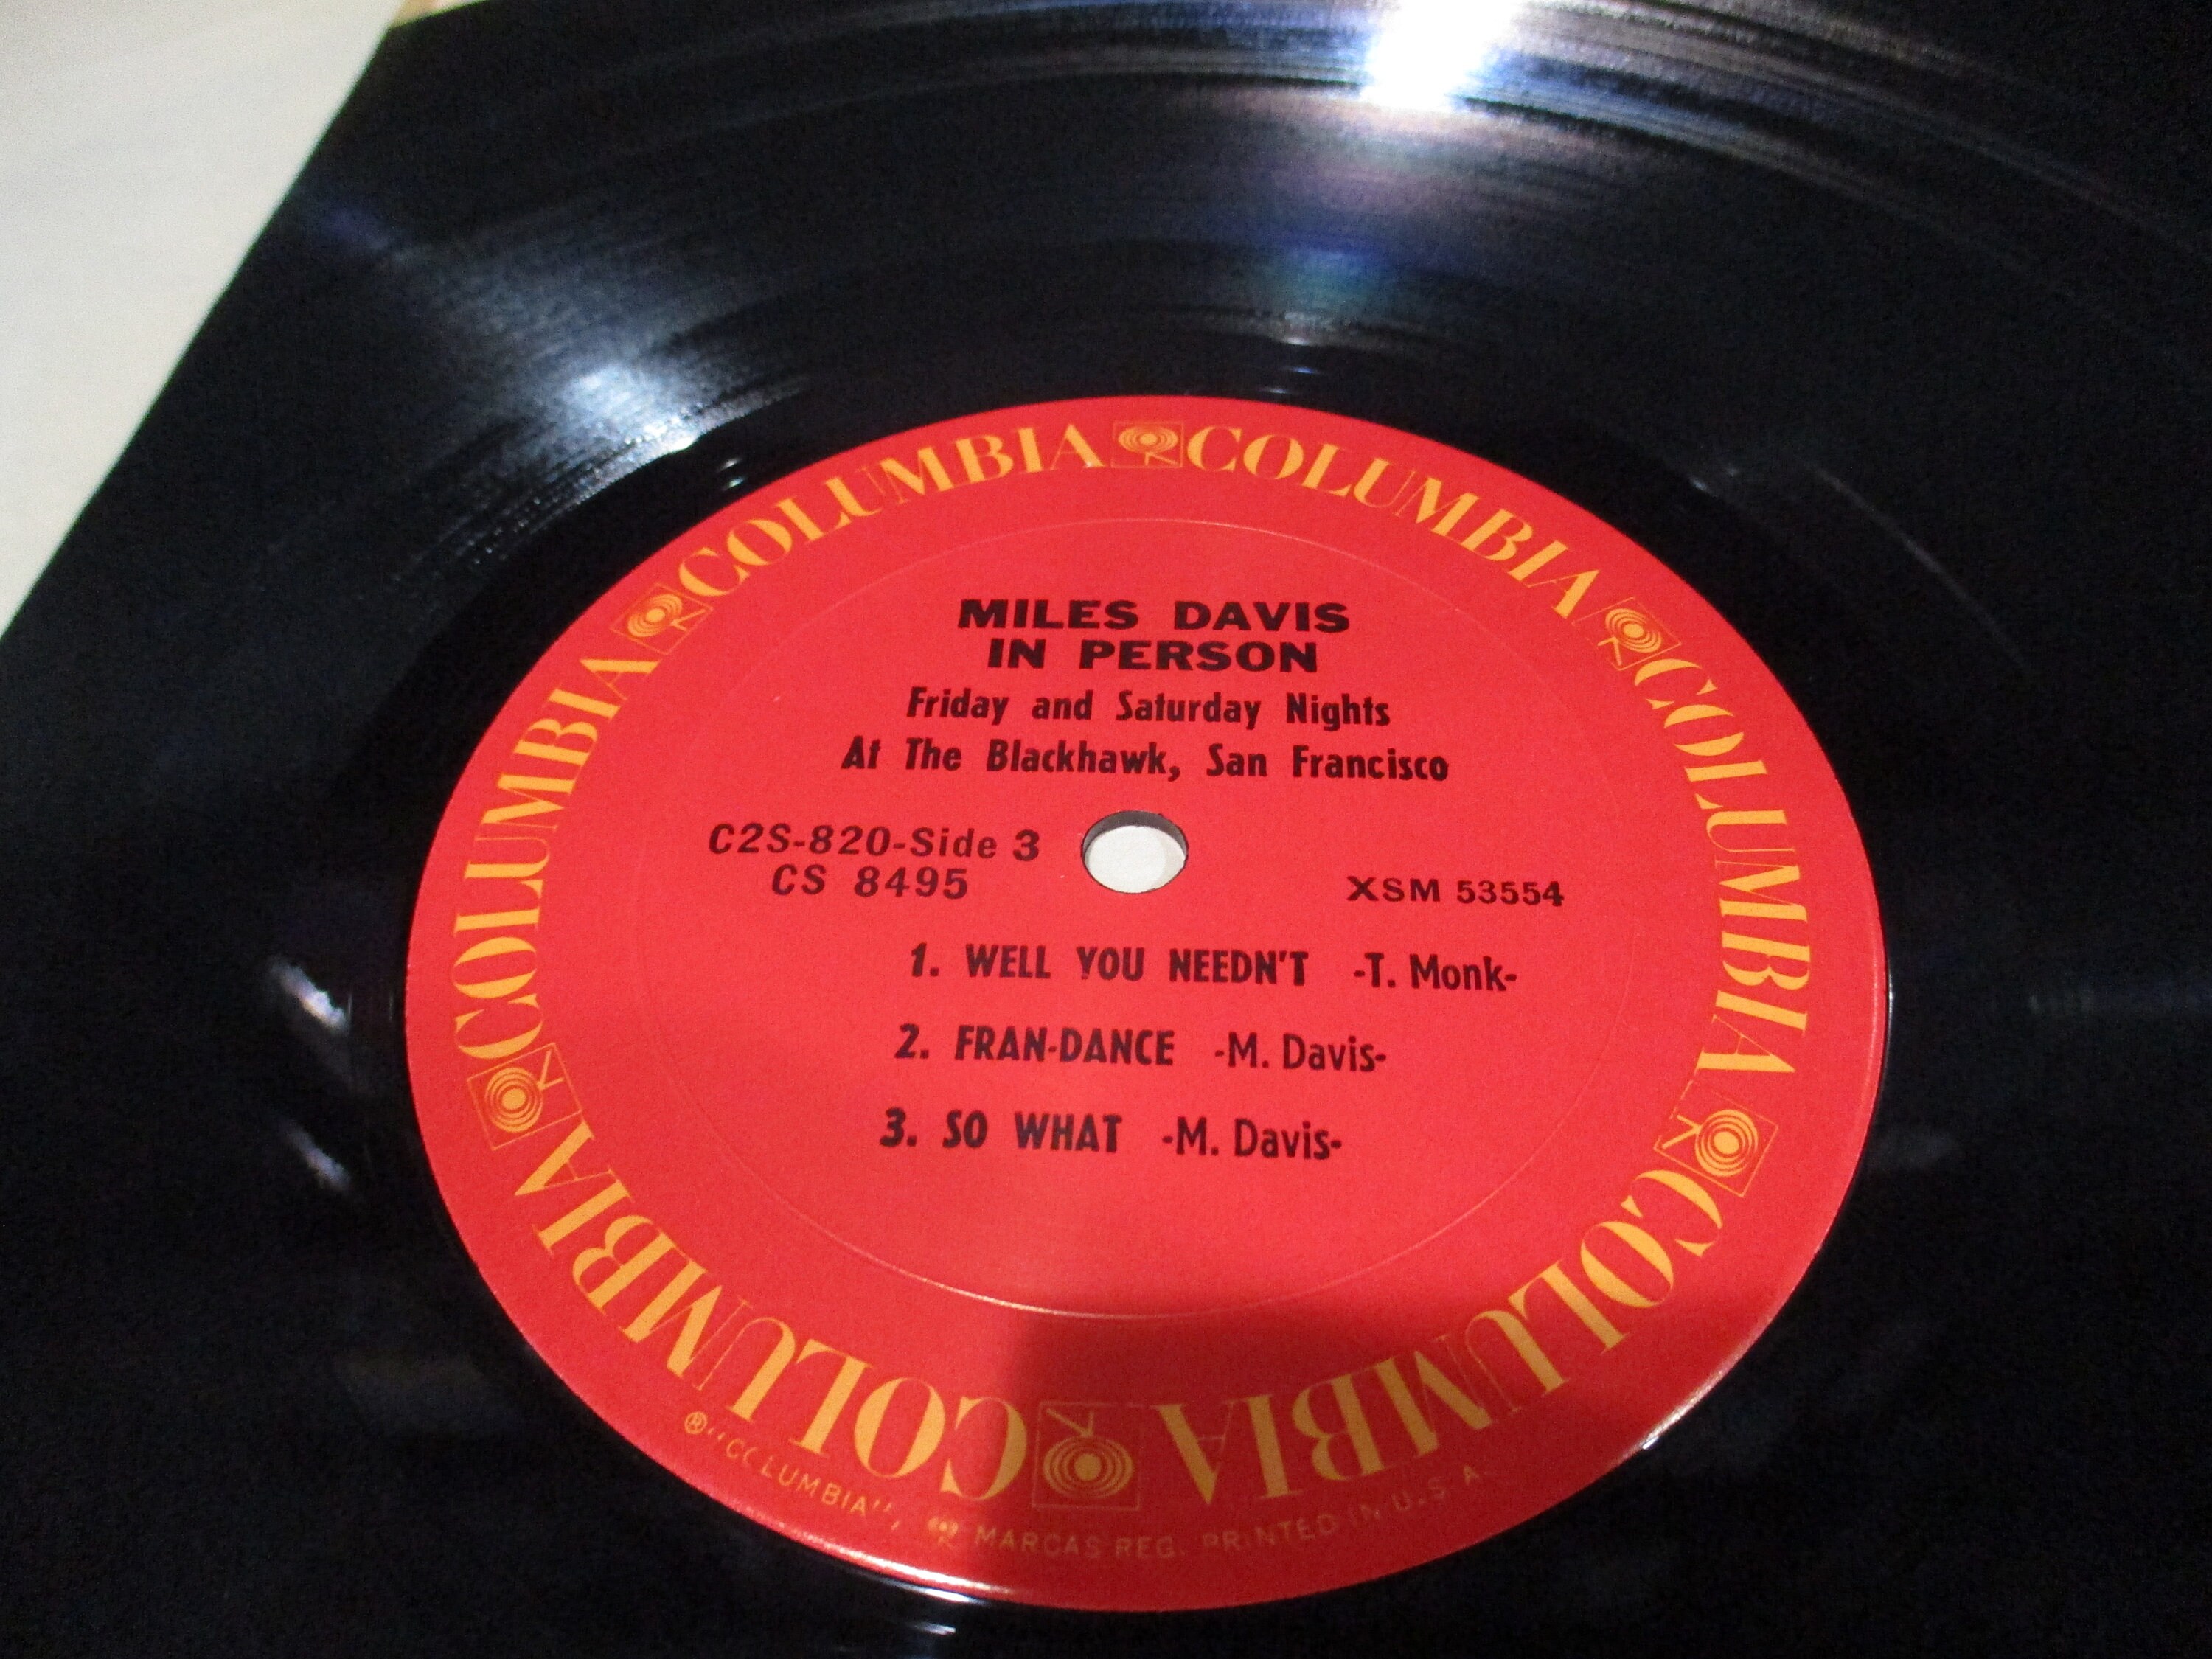 COLUMBIA COLUMBIA COLUMBIA COLUMBIA COLUMBIA COLUMBIA
MILES DAVIS
IN PERSON
Friday and Saturday Nights
At The Blackhawk, San Francisco
C2S-820-Side 3
CS 8495
XSM 53554
1. WELL YOU NEEDN'T -T. Monk-
2. FRAN-DANCE -M. Davis-
3. SO WHAT -M. Davis-
® "COLUMBIA", MARCAS REG. PRINTED IN U.S.A.